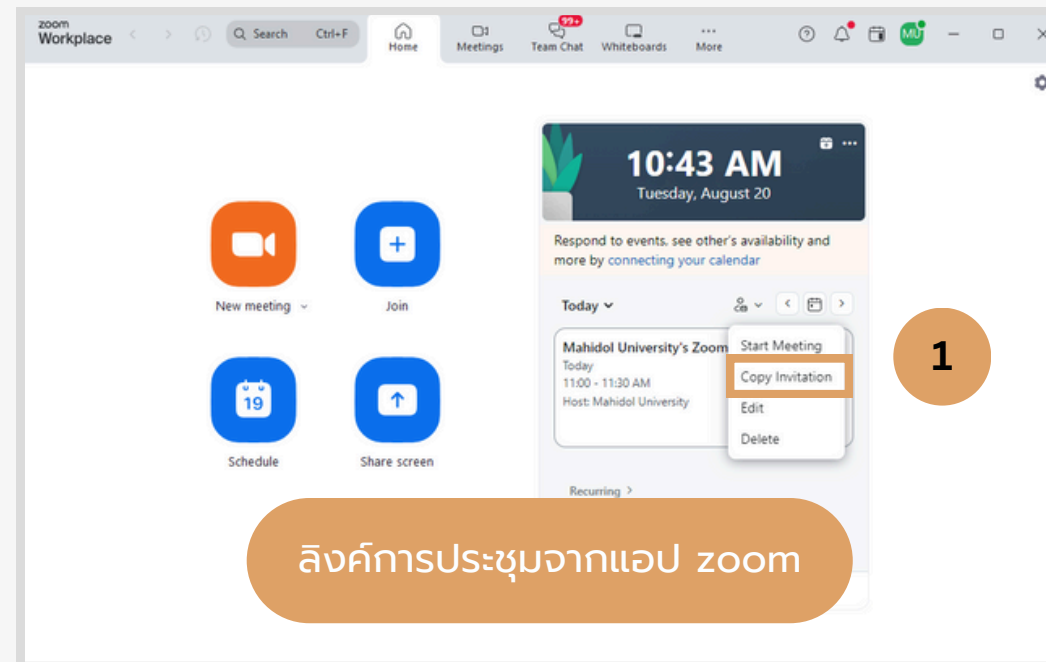 zoom
Workplace
Search Ctrl+F
Home
Meetings
99+
Team Chat
Whiteboards
More
MU
10:43 AM
Tuesday, August 20
Respond to events, see other's availability and
more by connecting your calendar
New meeting
Join
Today
Mahidol University's Zoom
Today
11:00 - 11:30 AM
Host: Mahidol University
Start Meeting
Copy Invitation
Edit
Delete
1
19
Schedule
Share screen
Recurring
ลิงค์การประชุมจากแอป zoom